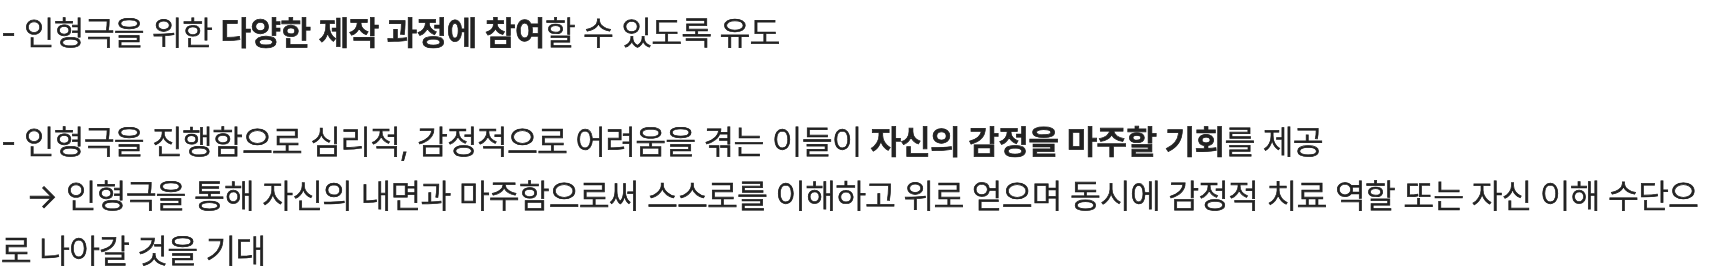 - 인형극을 위한 다양한 제작 과정에 참여할 수 있도록 유도
- 인형극을 진행함으로 심리적, 감정적으로 어려움을 겪는 이들이 자신의 감정을 마주할 기회를 제공
→ 인형극을 통해 자신의 내면과 마주함으로써 스스로를 이해하고 위로 얻으며 동시에 감정적 치료 역할 또는 자신 이해 수단으
로 나아갈 것을 기대